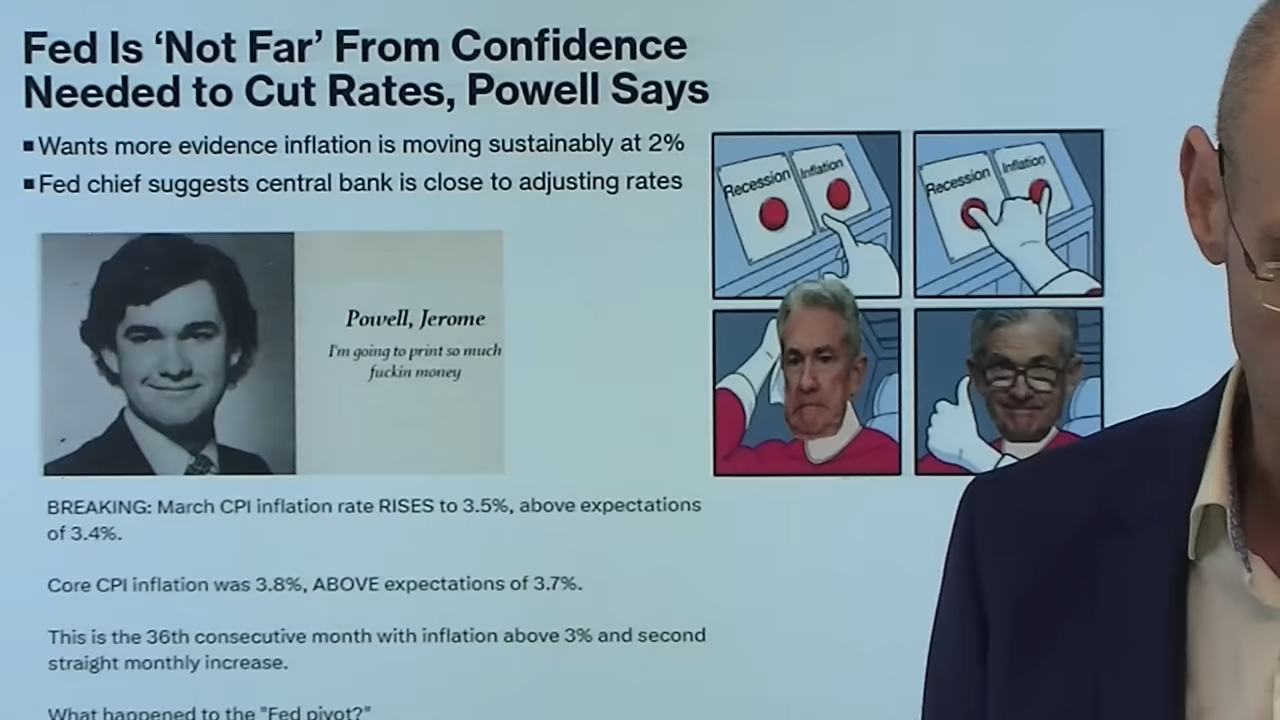 Fed Is ‘Not Far’ From Confidence
Needed to Cut Rates, Powell Says
▪ Wants more evidence inflation is moving sustainably at 2%
▪ Fed chief suggests central bank is close to adjusting rates
Recession
Inflation
Recession
Inflation
Powell, Jerome
I'm going to print so much
fuckin money
BREAKING: March CPI inflation rate RISES to 3.5%, above expectations
of 3.4%.
Core CPI inflation was 3.8%, ABOVE expectations of 3.7%.
This is the 36th consecutive month with inflation above 3% and second
straight monthly increase.
What happened to the "Fed pivot?"